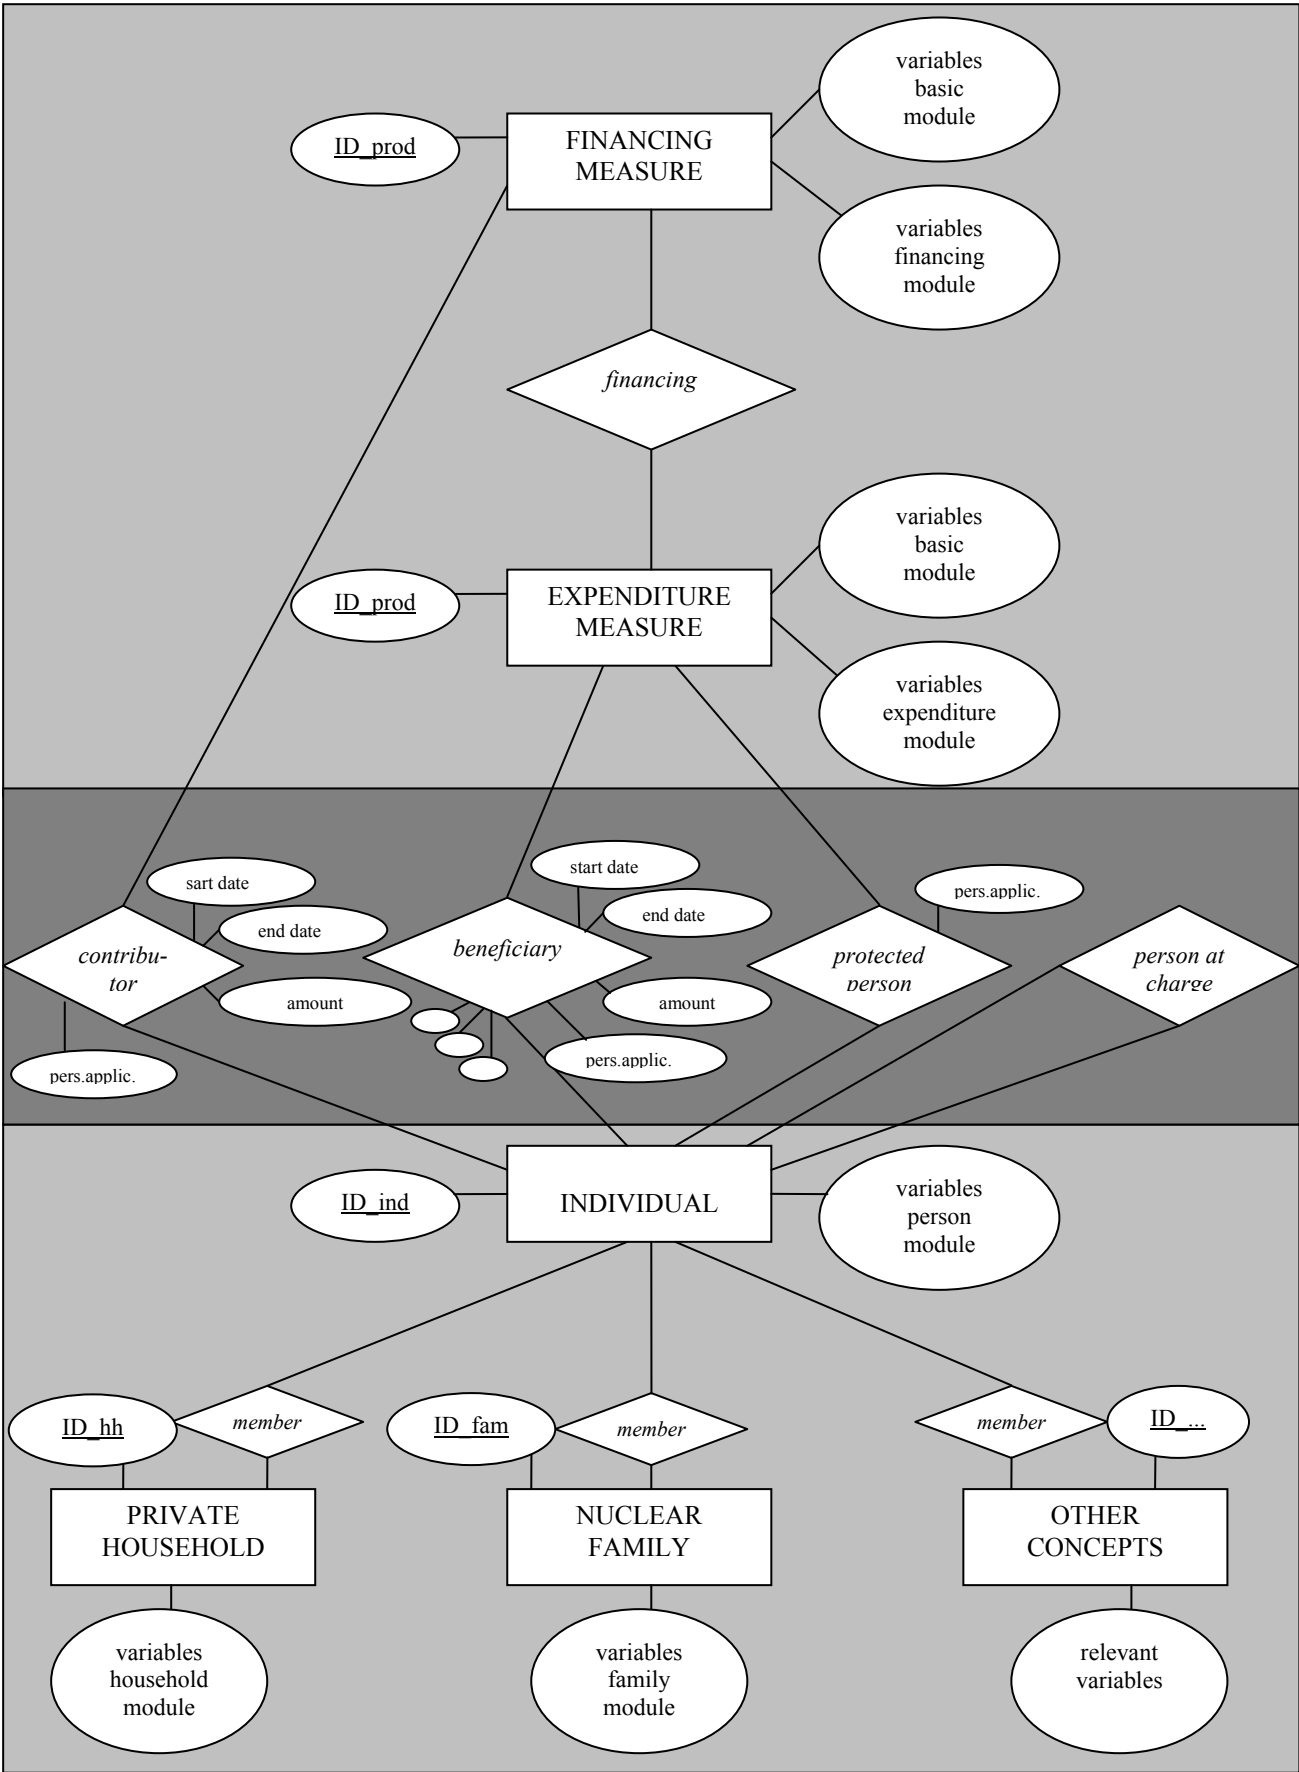 variables
basic
module
ID_prod
FINANCING
MEASURE
variables
financing
module
financing
variables
basic
module
ID_prod
EXPENDITURE
MEASURE
variables
expenditure
module
sart date
start date
pers.applic.
end date
end date
contribu-
tor
beneficiary
protected
person
person at
charge
amount
amount
pers.applic.
pers.applic.
ID_ind
INDIVIDUAL
variables
person
module
ID_hh
member
ID_fam
member
member
ID_...
PRIVATE
HOUSEHOLD
NUCLEAR
FAMILY
OTHER
CONCEPTS
variables
household
module
variables
family
module
relevant
variables